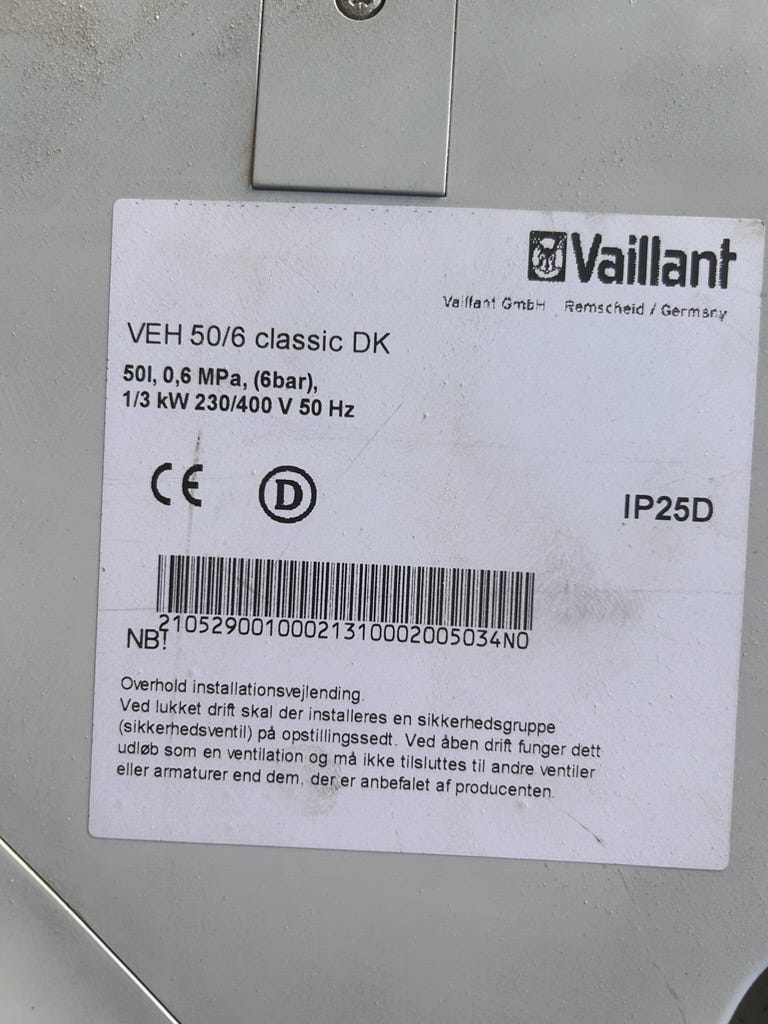 Vaillant
Vaillant GmbH Remscheid / Germany
VEH 50/6 classic DK
50l, 0,6 MPa, (6bar),
1/3 kW 230/400 V 50 Hz
CE D IP25D
21052900100021310002005034N0
NB!
Overhold installationsvejlending.
Ved lukket drift skal der installeres en sikkerhedsgruppe
(sikkerhedsventil) på opstillingssedt. Ved åben drift funger dett
udløb som en ventilation og må ikke tilsluttes til andre ventiler
eller armaturer end dem, der er anbefalet af producenten.